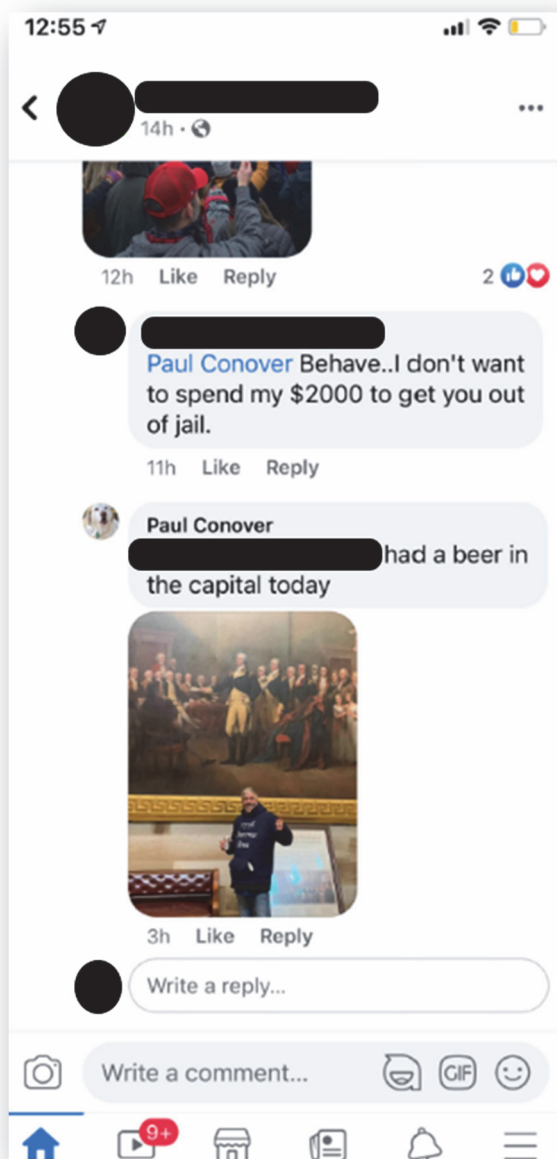 12:55
14h
12h Like Reply
2
Paul Conover Behave..I don't want
to spend my $2000 to get you out
of jail.
11h Like Reply
Paul Conover
had a beer in
the capital today
3h Like Reply
Write a reply...
Write a comment...
GIF
9+